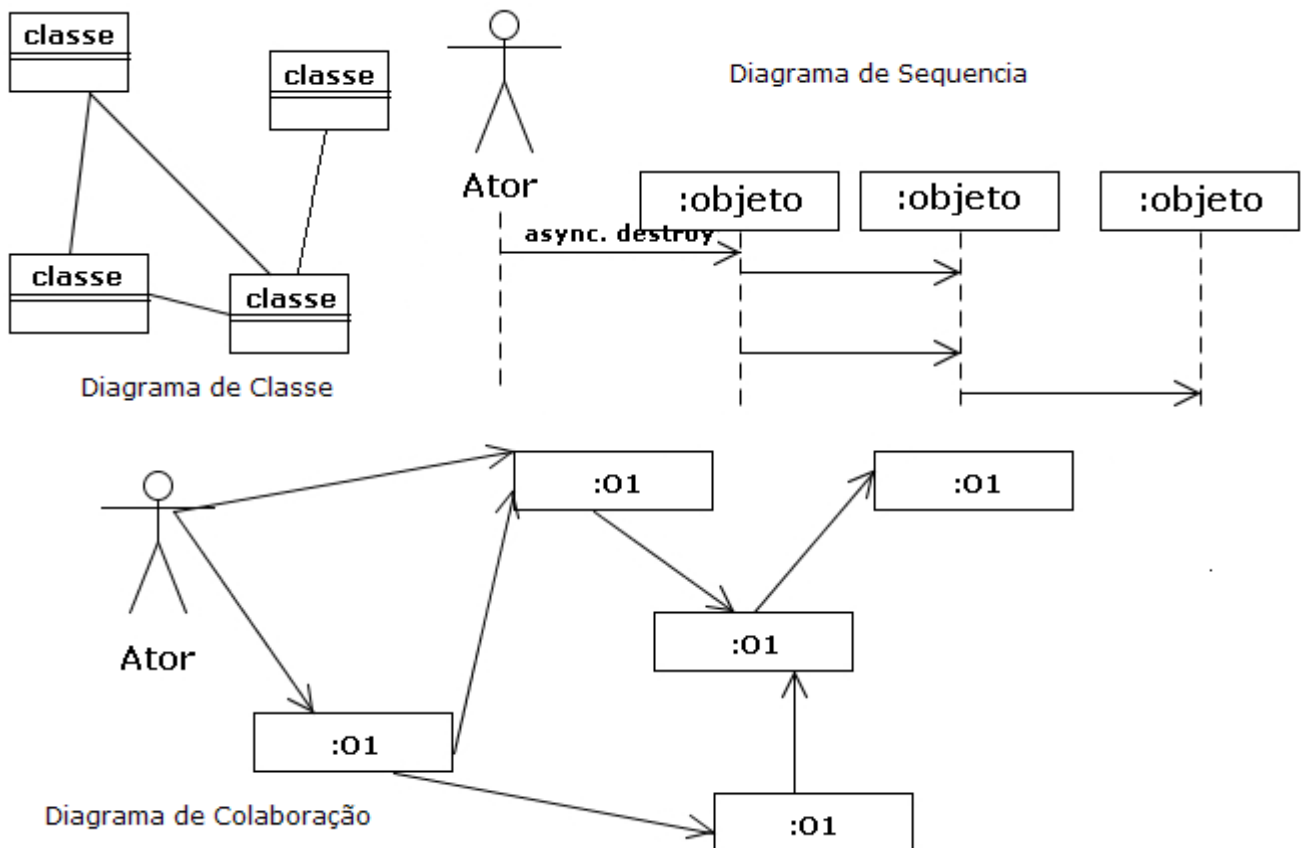 classe
classe
classe
classe
Diagrama de Classe
Diagrama de Sequencia
Ator
:objeto
:objeto
:objeto
async. destroy
Ator
:O1
:O1
:O1
:O1
:O1
Diagrama de Colaboração